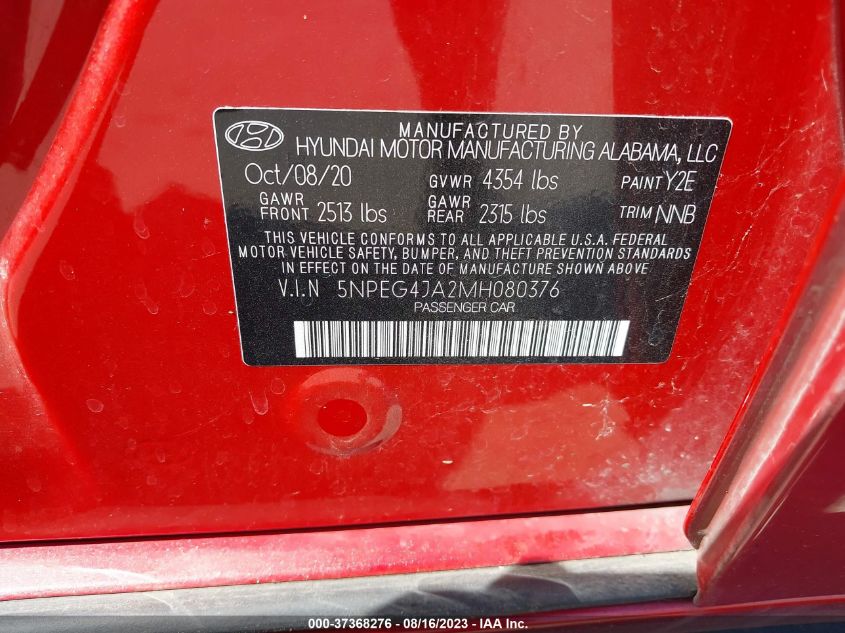 MANUFACTURED BY
HYUNDAI MOTOR MANUFACTURING ALABAMA, LLC
Oct/08/20 GVWR 4354 lbs PAINT Y2E
GAWR FRONT 2513 lbs GAWR REAR 2315 lbs TRIM NNB
THIS VEHICLE CONFORMS TO ALL APPLICABLE U.S.A. FEDERAL
MOTOR VEHICLE SAFETY, BUMPER, AND THEFT PREVENTION STANDARDS
IN EFFECT ON THE DATE OF MANUFACTURE SHOWN ABOVE
V.I.N 5NPEG4JA2MH080376
PASSENGER CAR
000-37368276 - 08/16/2023 - IAA Inc.